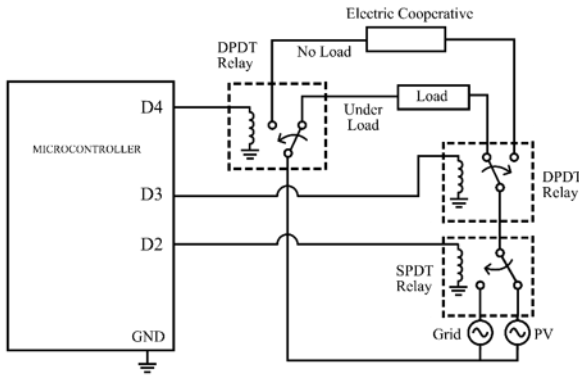 Electric Cooperative
DPDT
Relay
No Load
D4
Under
Load
Load
MICROCONTROLLER
D3
DPDT
Relay
D2
SPDT
Relay
GND
Grid
PV